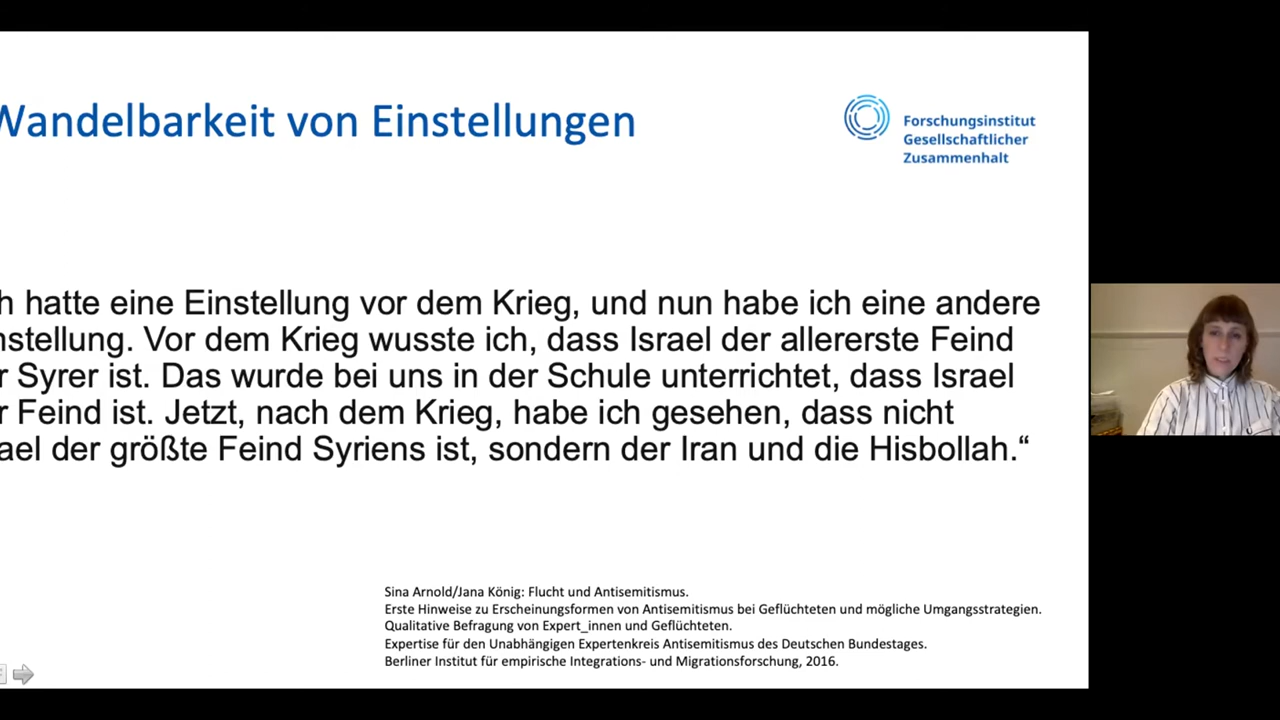 Wandelbarkeit von Einstellungen
Forschungsinstitut
Gesellschaftlicher
Zusammenhalt
h hatte eine Einstellung vor dem Krieg, und nun habe ich eine andere
nstellung. Vor dem Krieg wusste ich, dass Israel der allererste Feind
r Syrer ist. Das wurde bei uns in der Schule unterrichtet, dass Israel
r Feind ist. Jetzt, nach dem Krieg, habe ich gesehen, dass nicht
ael der größte Feind Syriens ist, sondern der Iran und die Hisbollah.“
Sina Arnold/Jana König: Flucht und Antisemitismus.
Erste Hinweise zu Erscheinungsformen von Antisemitismus bei Geflüchteten und mögliche Umgangsstrategien.
Qualitative Befragung von Expert_innen und Geflüchteten.
Expertise für den Unabhängigen Expertenkreis Antisemitismus des Deutschen Bundestages.
Berliner Institut für empirische Integrations- und Migrationsforschung, 2016.